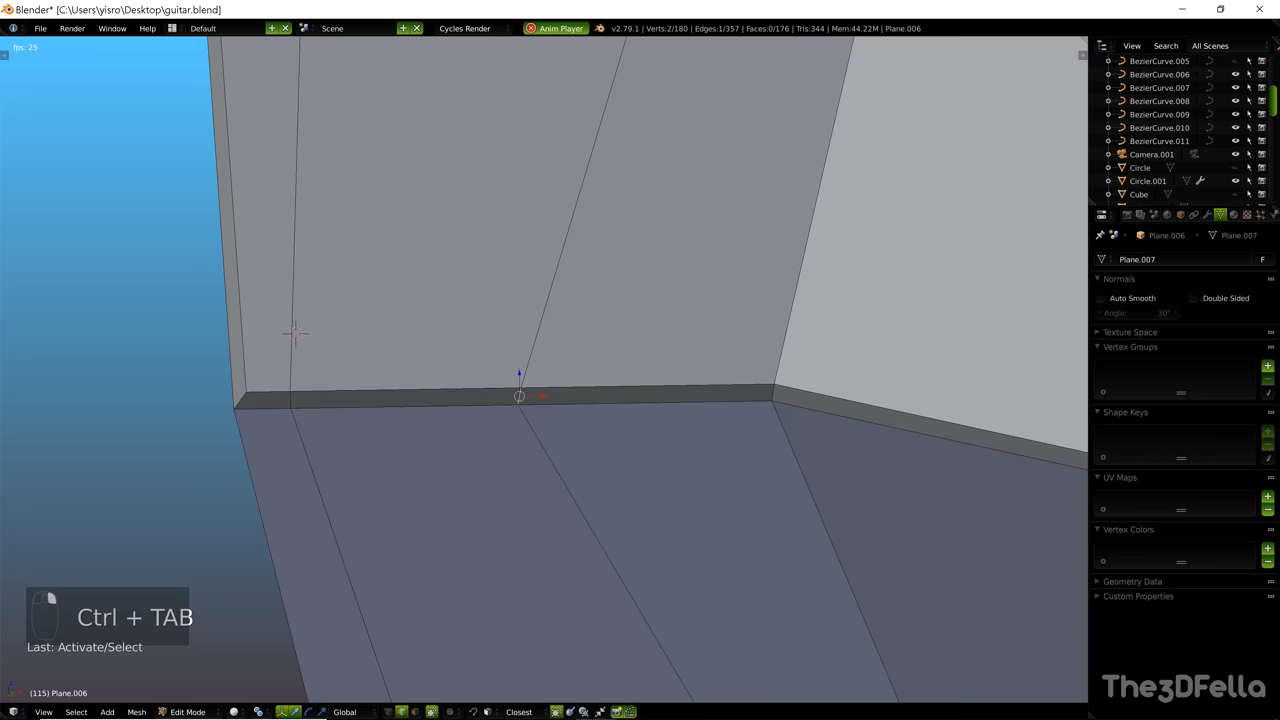 Blender* [C:\Users\yisro\Desktop\guitar.blend]
File Render Window Help Default Scene Cycles Render Anim Player v2.79.1 | Verts:2/180 | Edges:1/357 | Faces:0/176 | Tris:344 | Mem:44.22M | Plane.006
fps: 25
View Search All Scenes
BezierCurve.005
BezierCurve.006
BezierCurve.007
BezierCurve.008
BezierCurve.009
BezierCurve.010
BezierCurve.011
Camera.001
Circle
Circle.001
Cube
Plane.006 Plane.007
Plane.007 F
Normals
Auto Smooth Double Sided
Angle: 30°
Texture Space
Vertex Groups
Shape Keys
UV Maps
Vertex Colors
Geometry Data
Custom Properties
Ctrl + TAB
Last: Activate/Select
(115) Plane.006
The3DFella
View Select Add Mesh Edit Mode Global Closest